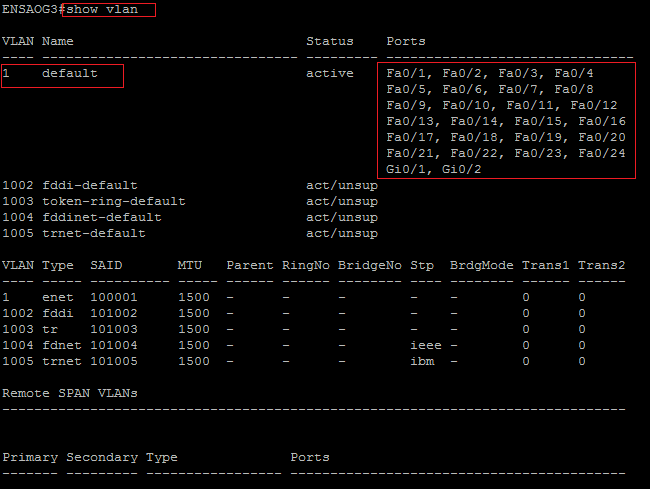 ENSAOG3#show vlan
VLAN Name                             Status    Ports
---- -------------------------------- --------- -------------------------------
1    default                          active    Fa0/1, Fa0/2, Fa0/3, Fa0/4
                                                Fa0/5, Fa0/6, Fa0/7, Fa0/8
                                                Fa0/9, Fa0/10, Fa0/11, Fa0/12
                                                Fa0/13, Fa0/14, Fa0/15, Fa0/16
                                                Fa0/17, Fa0/18, Fa0/19, Fa0/20
                                                Fa0/21, Fa0/22, Fa0/23, Fa0/24
                                                Gi0/1, Gi0/2
1002 fddi-default                     act/unsup
1003 token-ring-default               act/unsup
1004 fddinet-default                  act/unsup
1005 trnet-default                    act/unsup
VLAN Type  SAID       MTU   Parent RingNo BridgeNo Stp  BrdgMode Trans1 Trans2
---- ----- ---------- ----- ------ ------ -------- ---- -------- ------ ------
1    enet  100001     1500  -      -      -        -    -        0      0
1002 fddi  101002     1500  -      -      -        -    -        0      0
1003 tr    101003     1500  -      -      -        -    -        0      0
1004 fdnet 101004     1500  -      -      -        ieee -        0      0
1005 trnet 101005     1500  -      -      -        ibm  -        0      0
Remote SPAN VLANs
------------------------------------------------------------------------------
Primary Secondary Type              Ports
------- --------- ----------------- ------------------------------------------